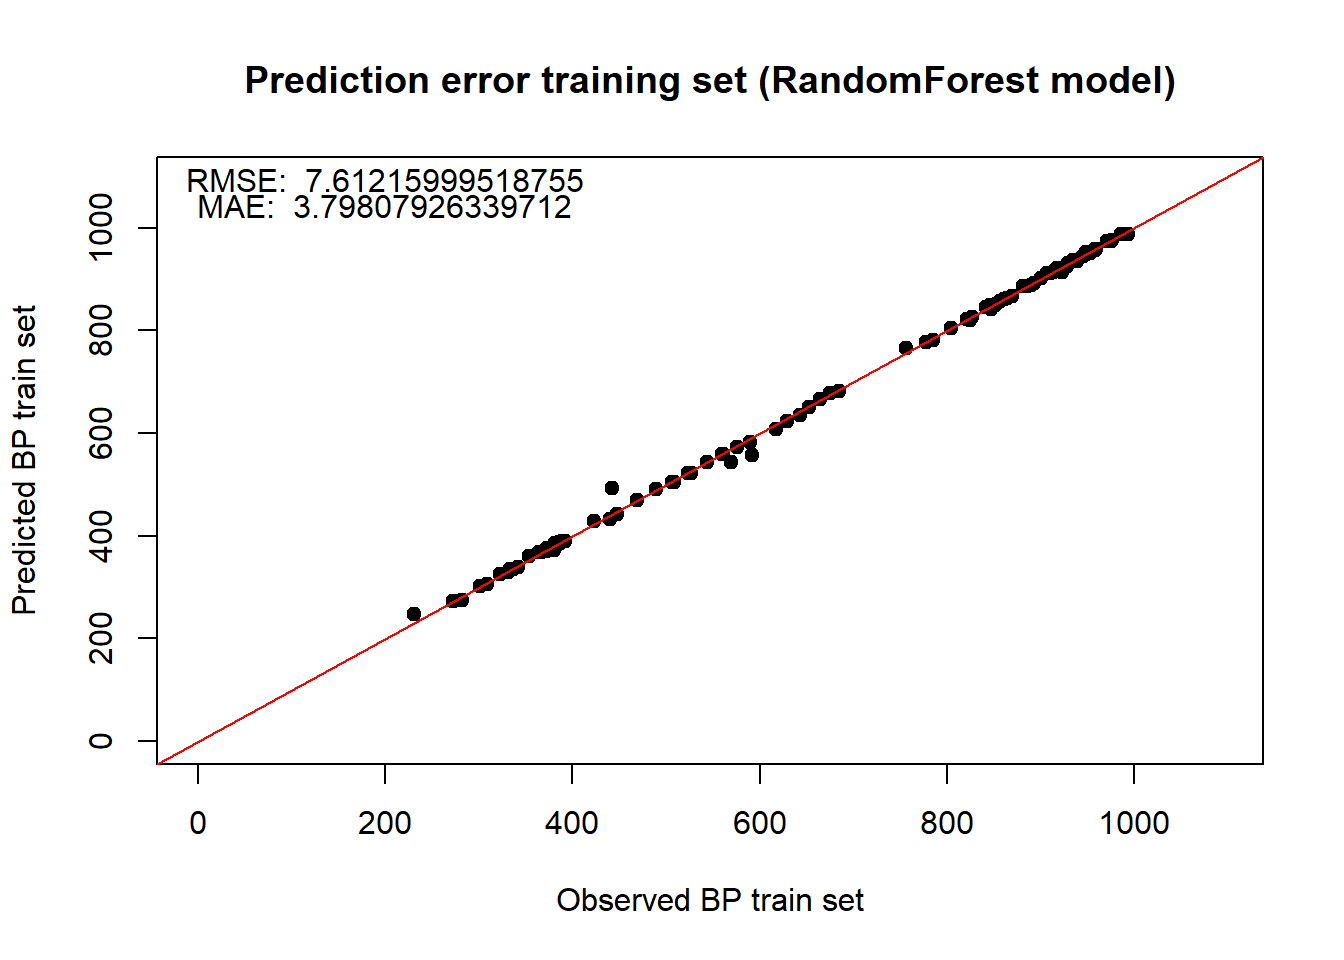 Prediction error training set (RandomForest model)
RMSE:  7.61215999518755
MAE:  3.79807926339712
Predicted BP train set
1000
800
600
400
200
0
0 200 400 600 800 1000
Observed BP train set